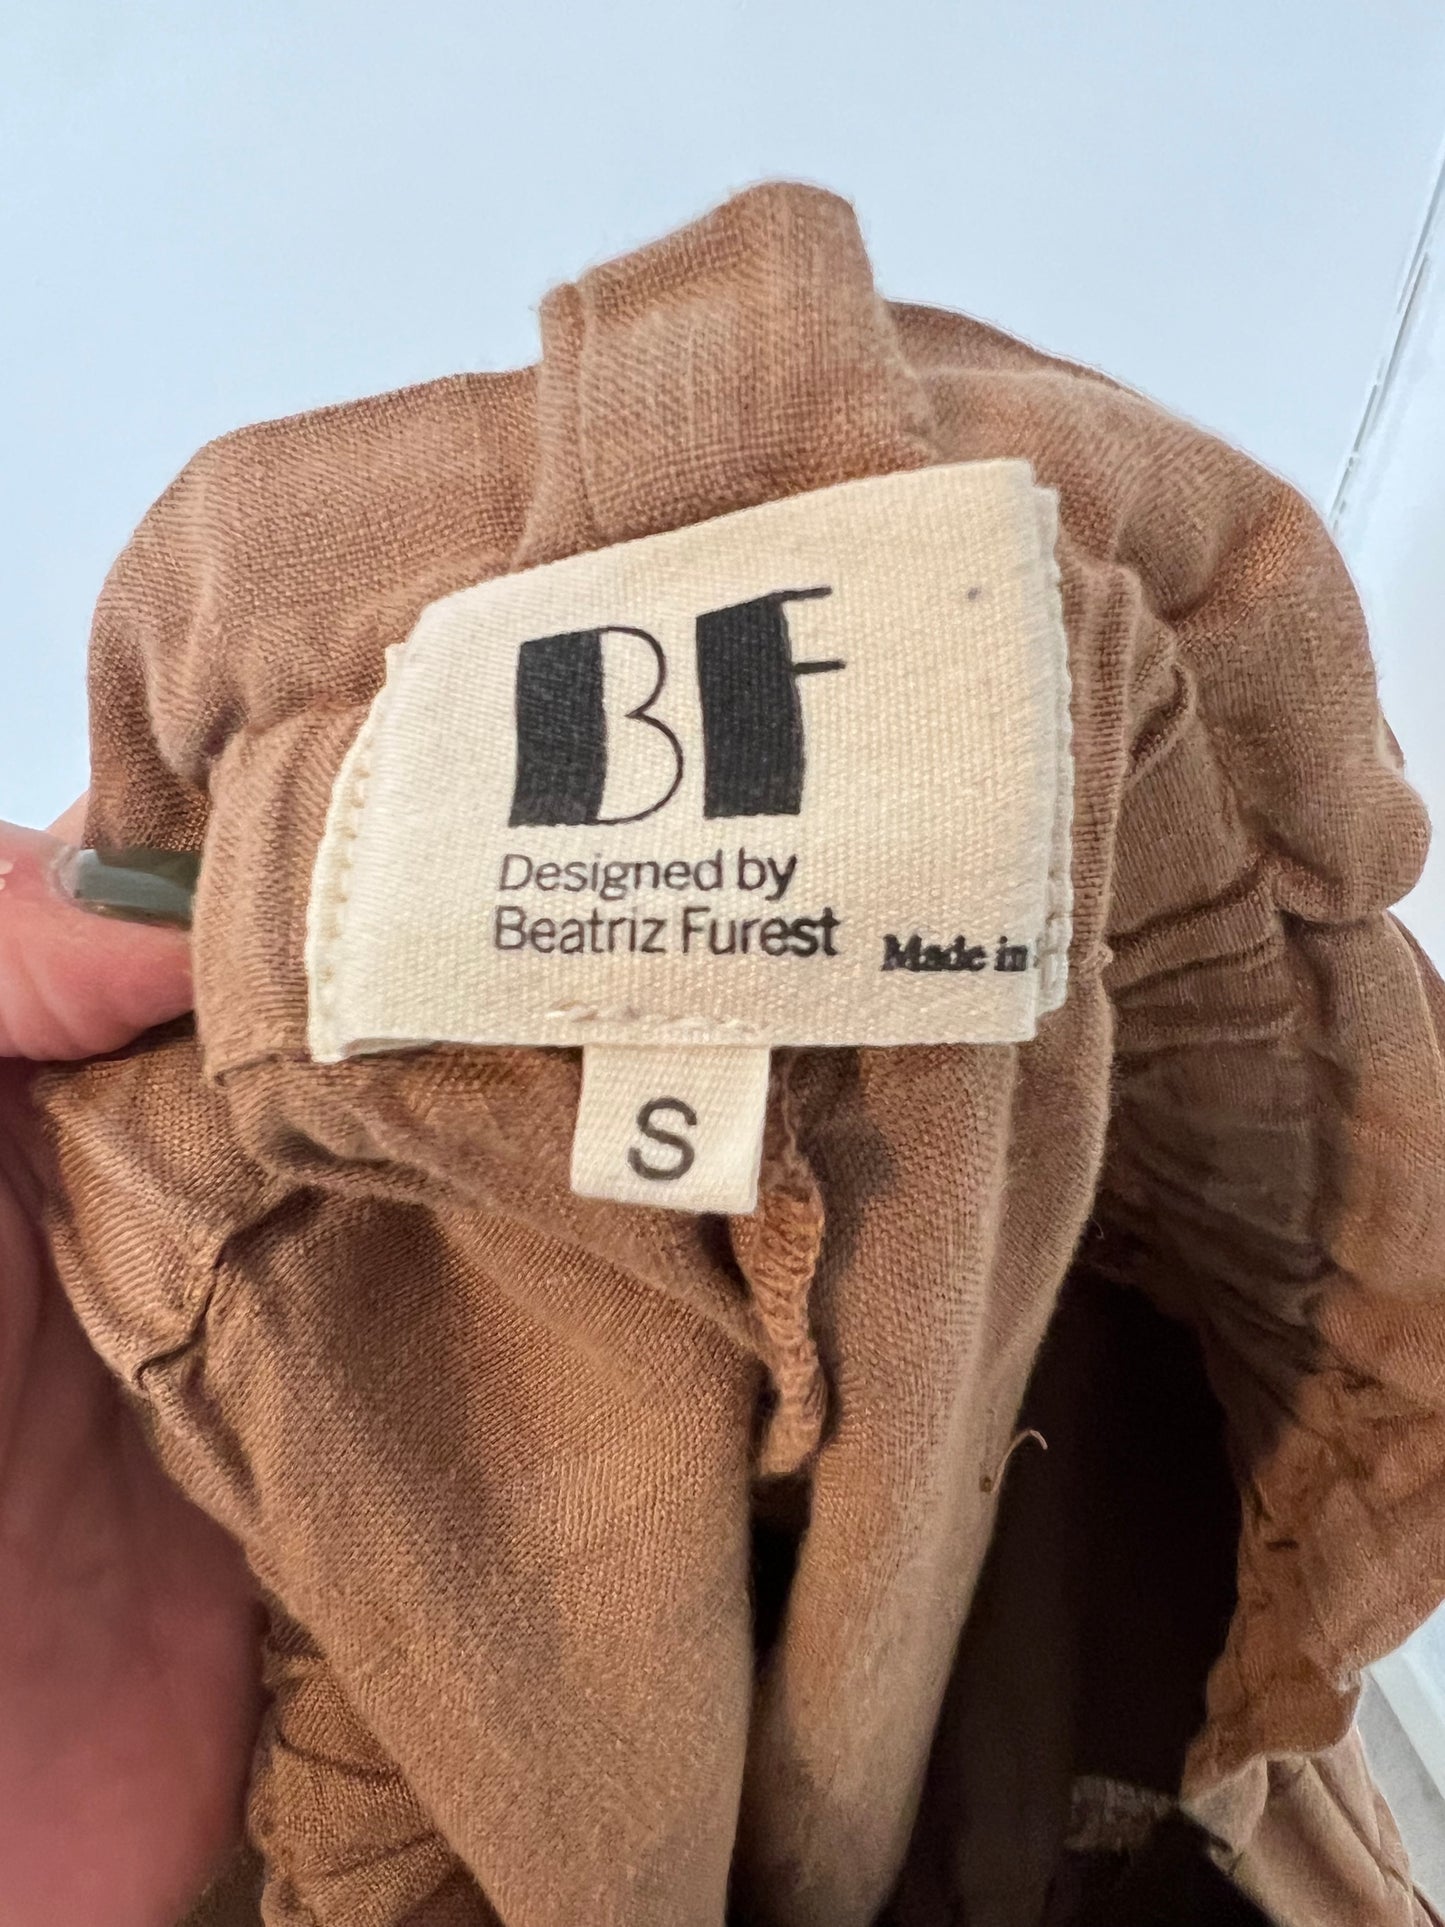 BF
Designed by
Beatriz Furest
Made in
S